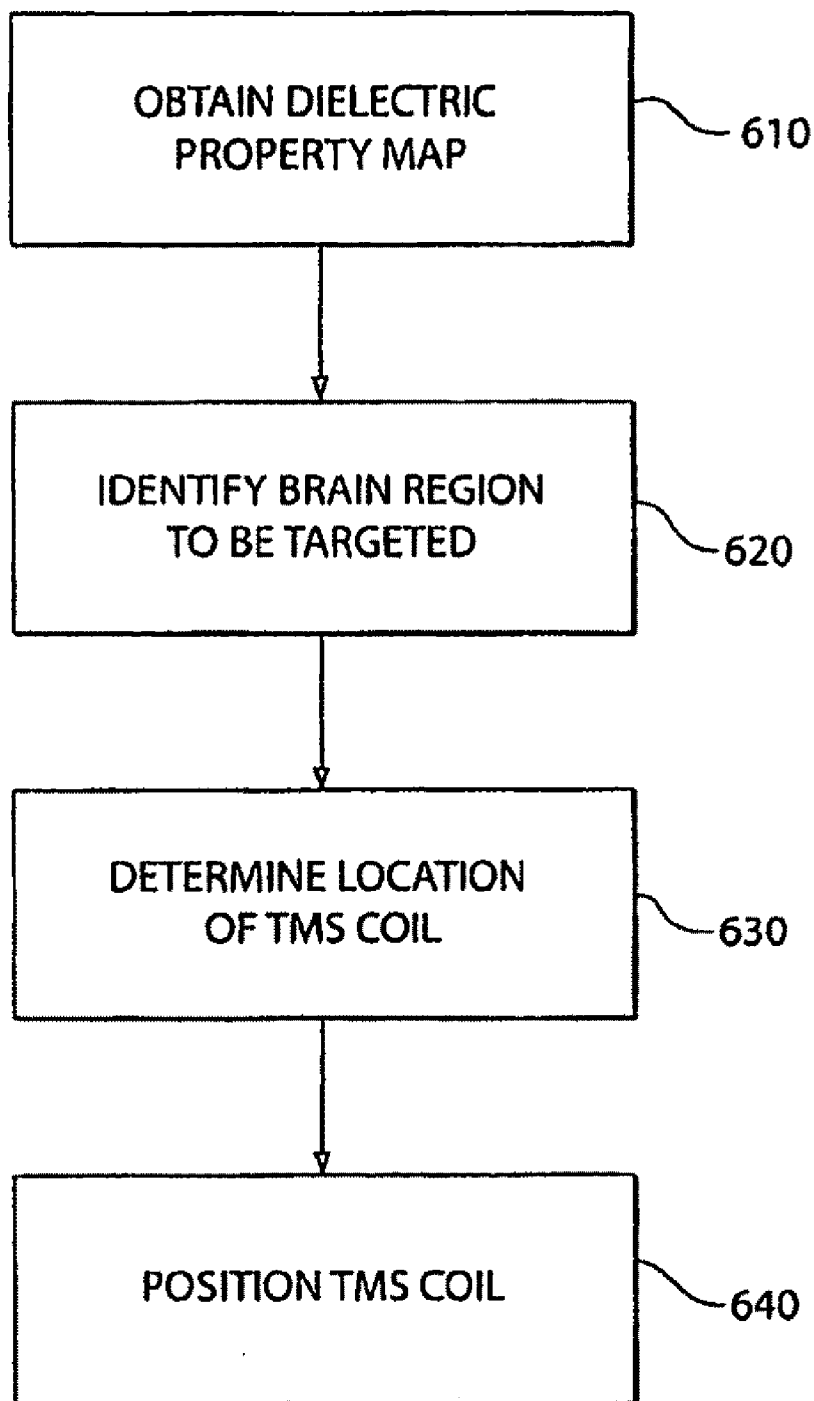 OBTAIN DIELECTRIC
PROPERTY MAP
610
IDENTIFY BRAIN REGION
TO BE TARGETED
620
DETERMINE LOCATION
OF TMS COIL
630
POSITION TMS COIL
640